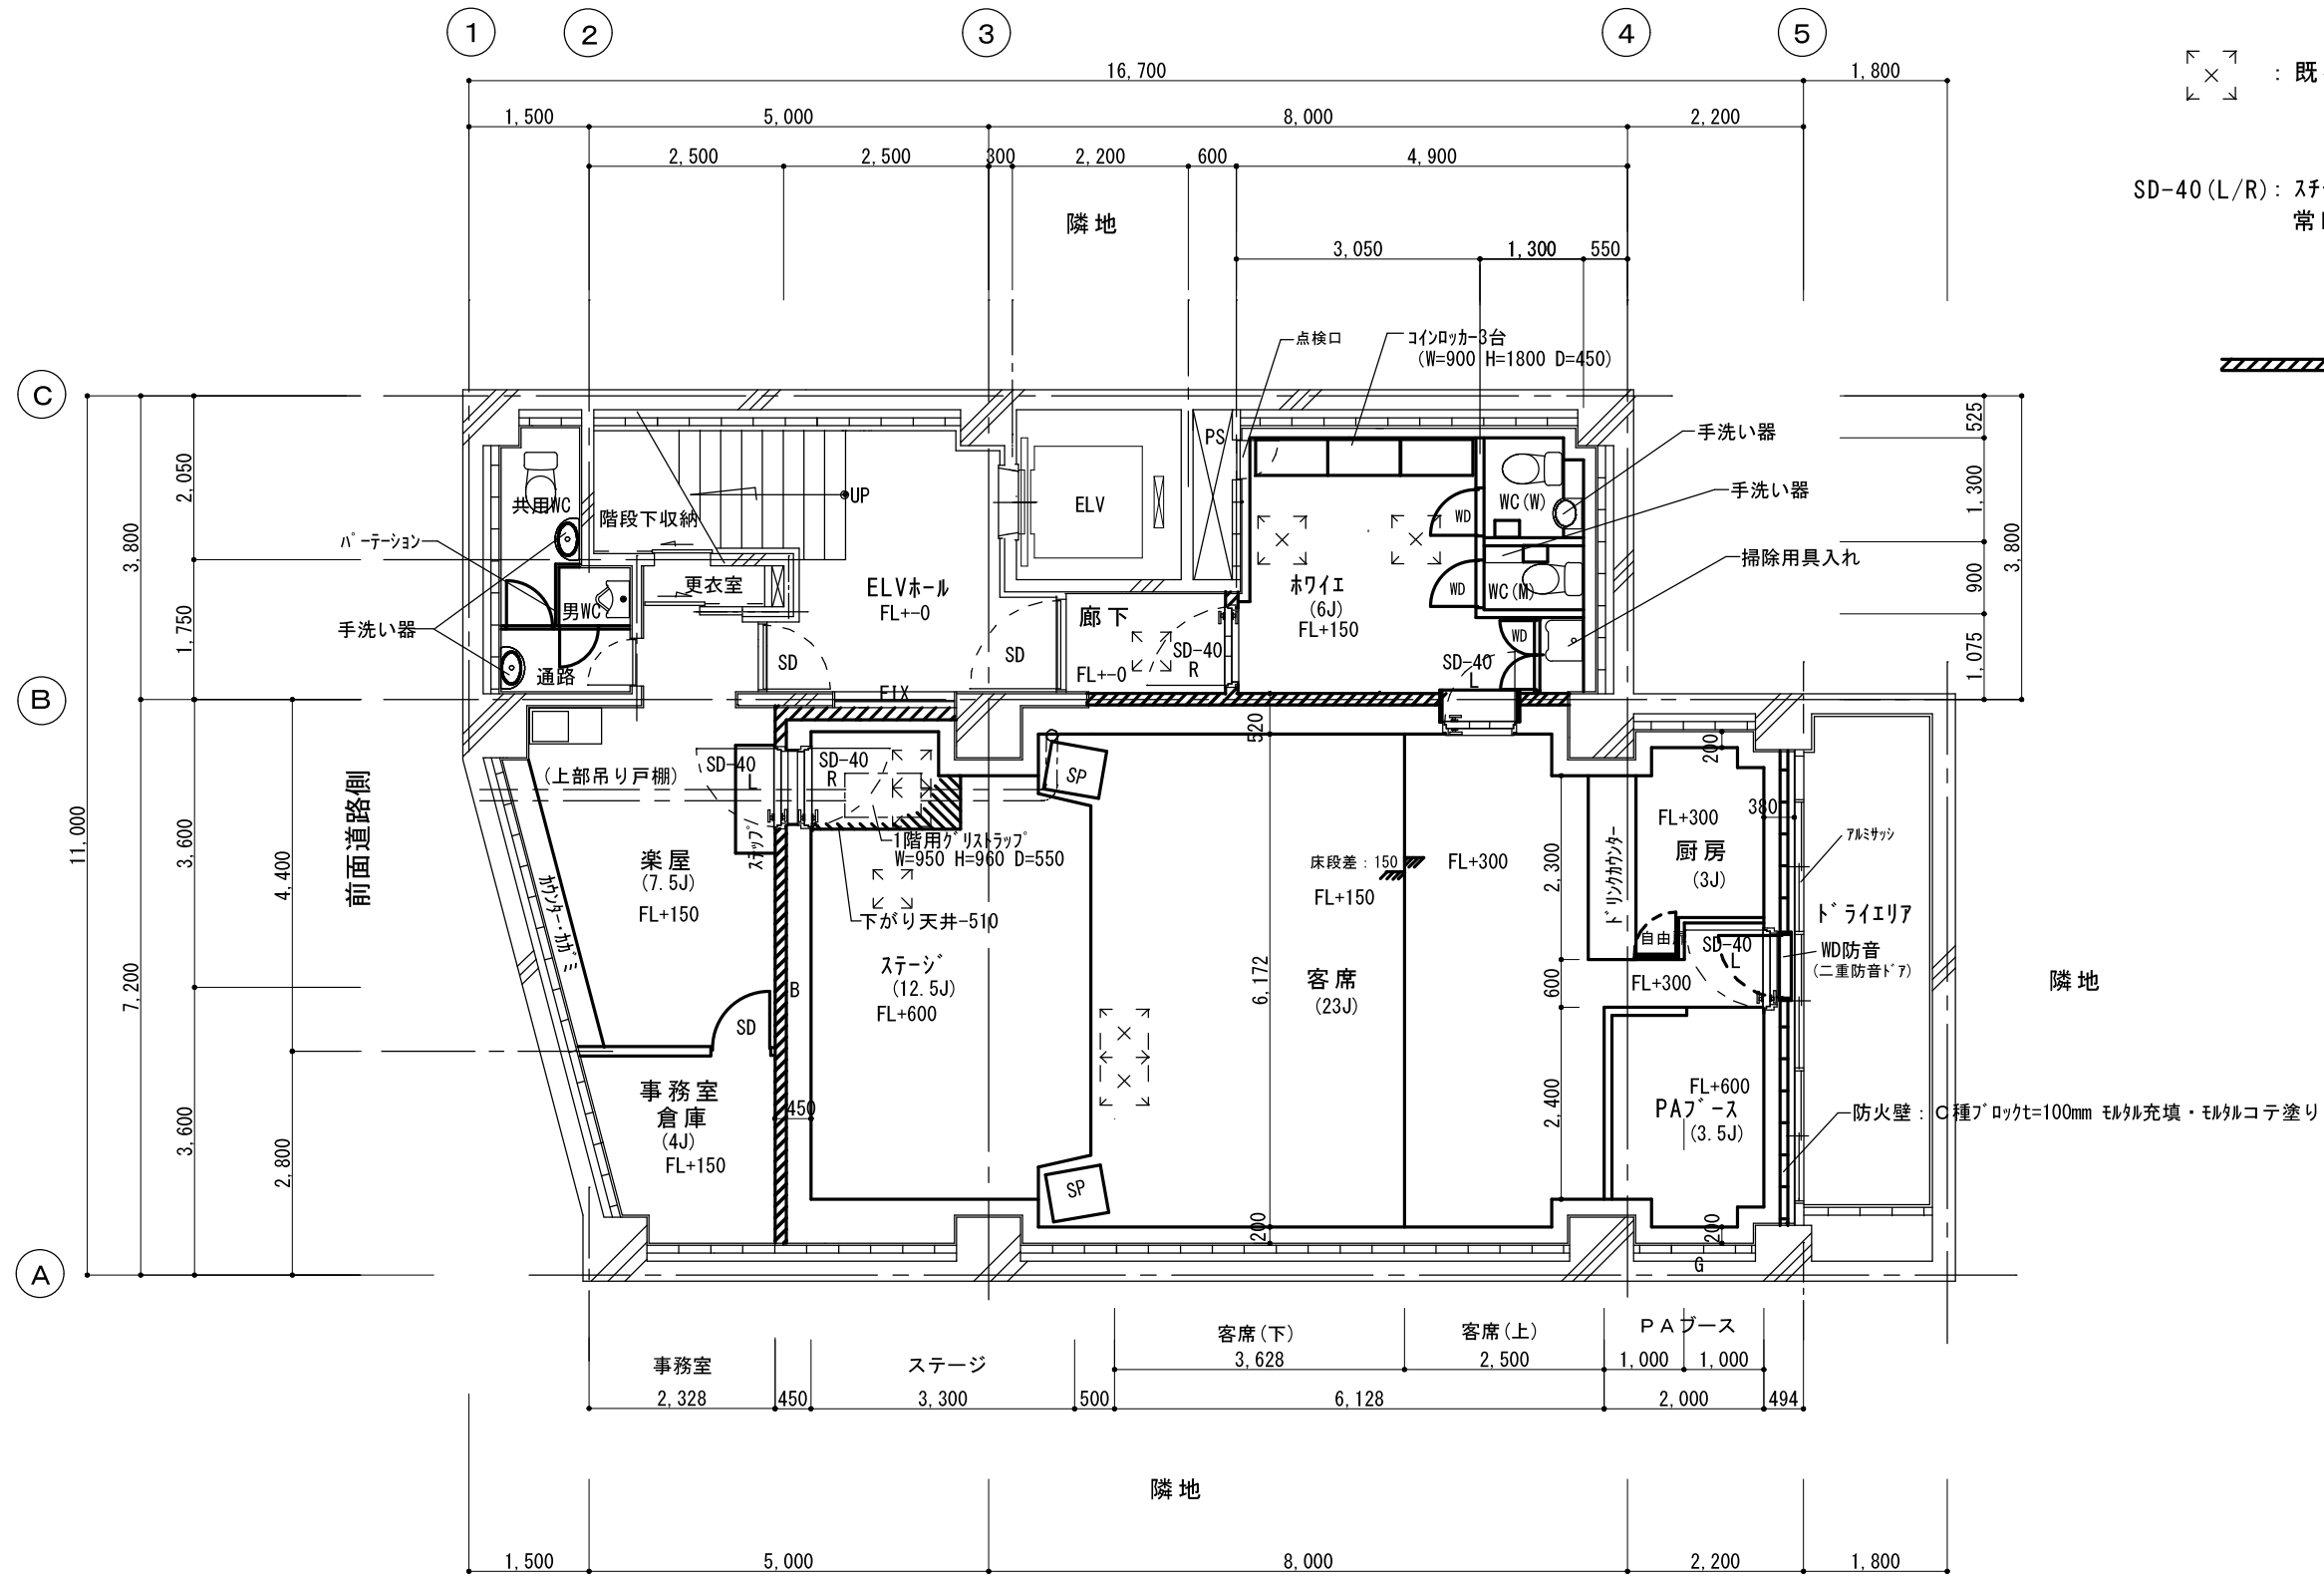 1
2
3
4
5
16,700
1,800
: 既
1,500
5,000
8,000
2,200
2,500
2,500
300
2,200
600
4,900
SD-40(L/R): スチ
隣地
3,050
1,300
550
点検口
コインロッカー3台
(W=900 H=1800 D=450)
C
525
手洗い器
PS
2,050
1,300
手洗い器
UP
ELV
WC(W)
共用WC
階段下収納
WD
パーテーション
3,800
3,800
掃除用具入れ
更衣室
ELVホール
FL+-0
ホワイエ
(6J)
FL+150
WD
WC(M)
900
男WC
廊下
手洗い器
1,750
WD
SD
SD
SD-40
R
SD-40
L
1,075
通路
FL+-0
B
FIX
520
200
(上部吊り戸棚)
SD-40
L
SD-40
R
SP
380
FL+300
11,000
3,600
前面道路側
ステップ
1階用グリストラップ
W=950 H=960 D=550
ドリンクカウンター
アルミサッシ
楽屋
(7.5J)
FL+150
床段差：150
FL+300
厨房
(3J)
2,300
4,400
カウンター・カガミ
FL+150
下がり天井-510
ドライエリア
自由
SD-40
L
WD防音
(二重防音ドア)
ステージ
(12.5J)
FL+600
6,172
客席
(23J)
600
FL+300
隣地
7,200
B
SD
事務室
倉庫
(4J)
FL+150
450
FL+600
PAブース
(3.5J)
2,400
防火壁：C種ブロックt=100mm モルタル充填・モルタルコテ塗り
3,600
2,800
SP
200
200
G
A
客席(下)
客席(上)
PAブース
事務室
ステージ
3,628
2,500
1,000
1,000
2,328
450
3,300
500
6,128
2,000
494
隣地
1,500
5,000
8,000
2,200
1,800